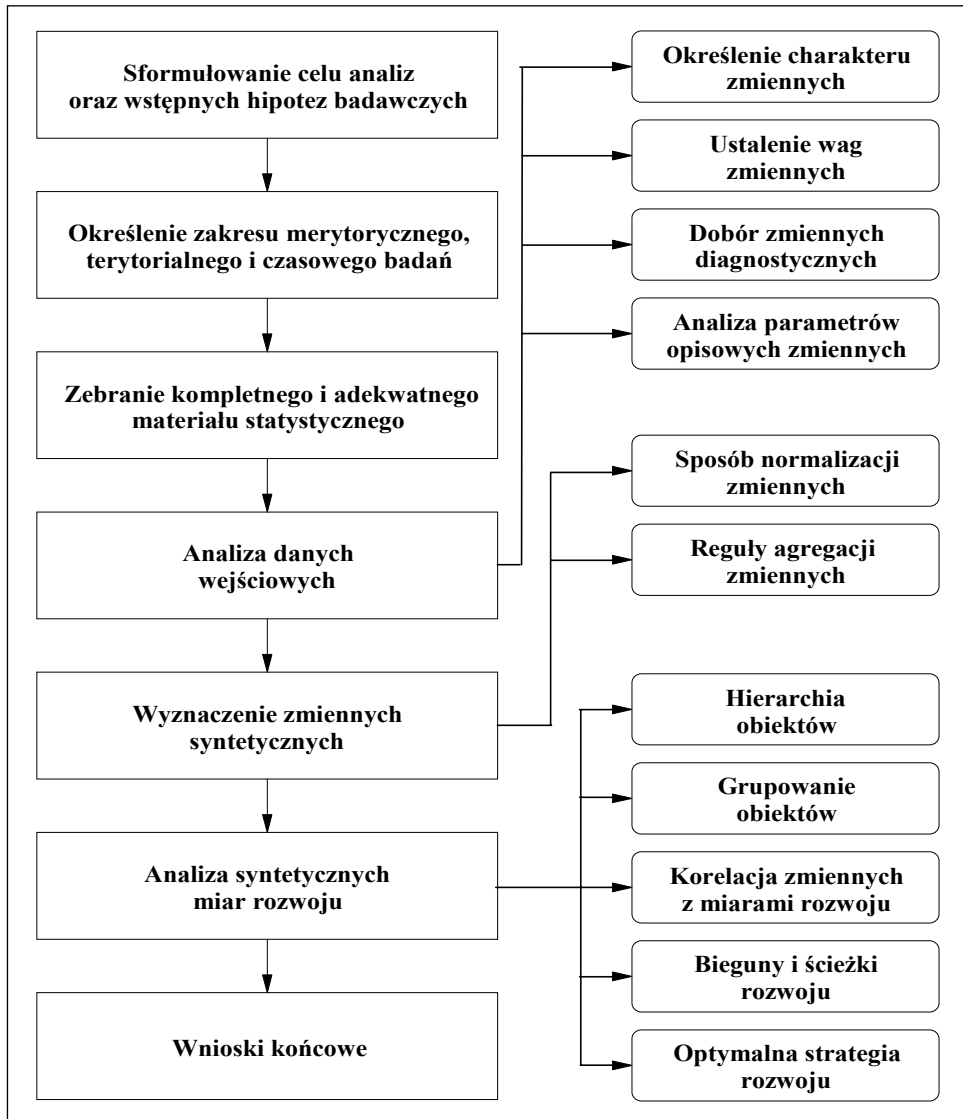 Sformułowanie celu analiz
oraz wstępnych hipotez badawczych
Określenie zakresu merytorycznego,
terytorialnego i czasowego badań
Zebranie kompletnego i adekwatnego
materiału statystycznego
Analiza danych
wejściowych
Wyznaczenie zmiennych
syntetycznych
Analiza syntetycznych
miar rozwoju
Wnioski końcowe
Określenie charakteru
zmiennych
Ustalenie wag
zmiennych
Dobór zmiennych
diagnostycznych
Analiza parametrów
opisowych zmiennych
Sposób normalizacji
zmiennych
Reguły agregacji
zmiennych
Hierarchia
obiektów
Grupowanie
obiektów
Korelacja zmiennych
z miarami rozwoju
Bieguny i ścieżki
rozwoju
Optymalna strategia
rozwoju